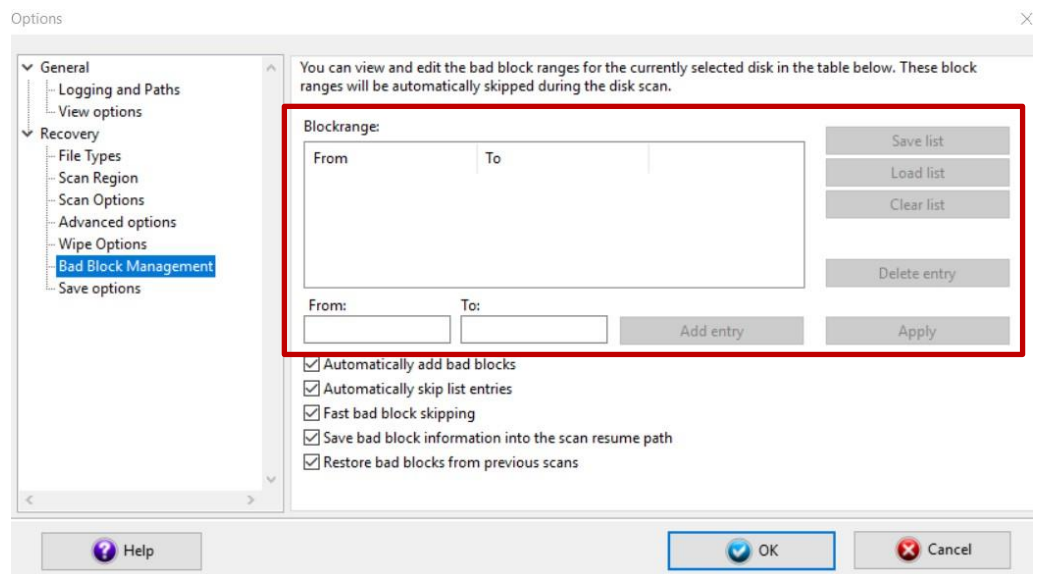 Options
General
Logging and Paths
View options
Recovery
File Types
Scan Region
Scan Options
Advanced options
Wipe Options
Bad Block Management
Save options
You can view and edit the bad block ranges for the currently selected disk in the table below. These block
ranges will be automatically skipped during the disk scan.
Blockrange:
From To
Save list
Load list
Clear list
Delete entry
From: To:
Add entry Apply
Automatically add bad blocks
Automatically skip list entries
Fast bad block skipping
Save bad block information into the scan resume path
Restore bad blocks from previous scans
Help OK Cancel